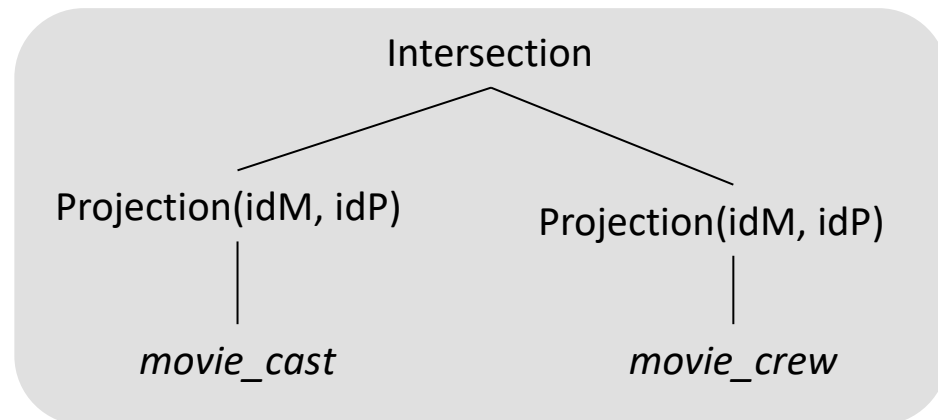 Intersection
Projection(idM, idP)
Projection(idM, idP)
movie_cast
movie_crew